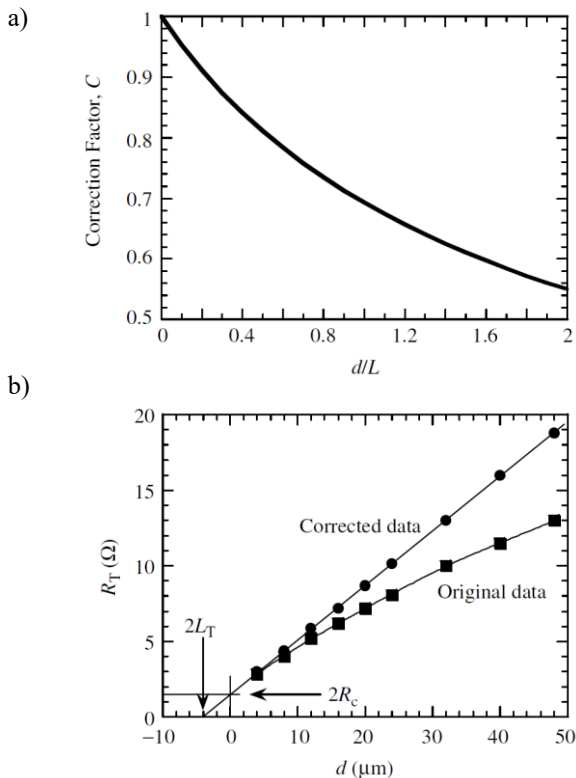 a)
1
0.9
0.8
0.7
0.6
0.5
Correction Factor, C
0 0.4 0.8 1.2 1.6 2
d/L
b)
20
15
10
5
0
R_T (Ω)
Corrected data
Original data
2L_T
2R_c
−10 0 10 20 30 40 50
d (μm)